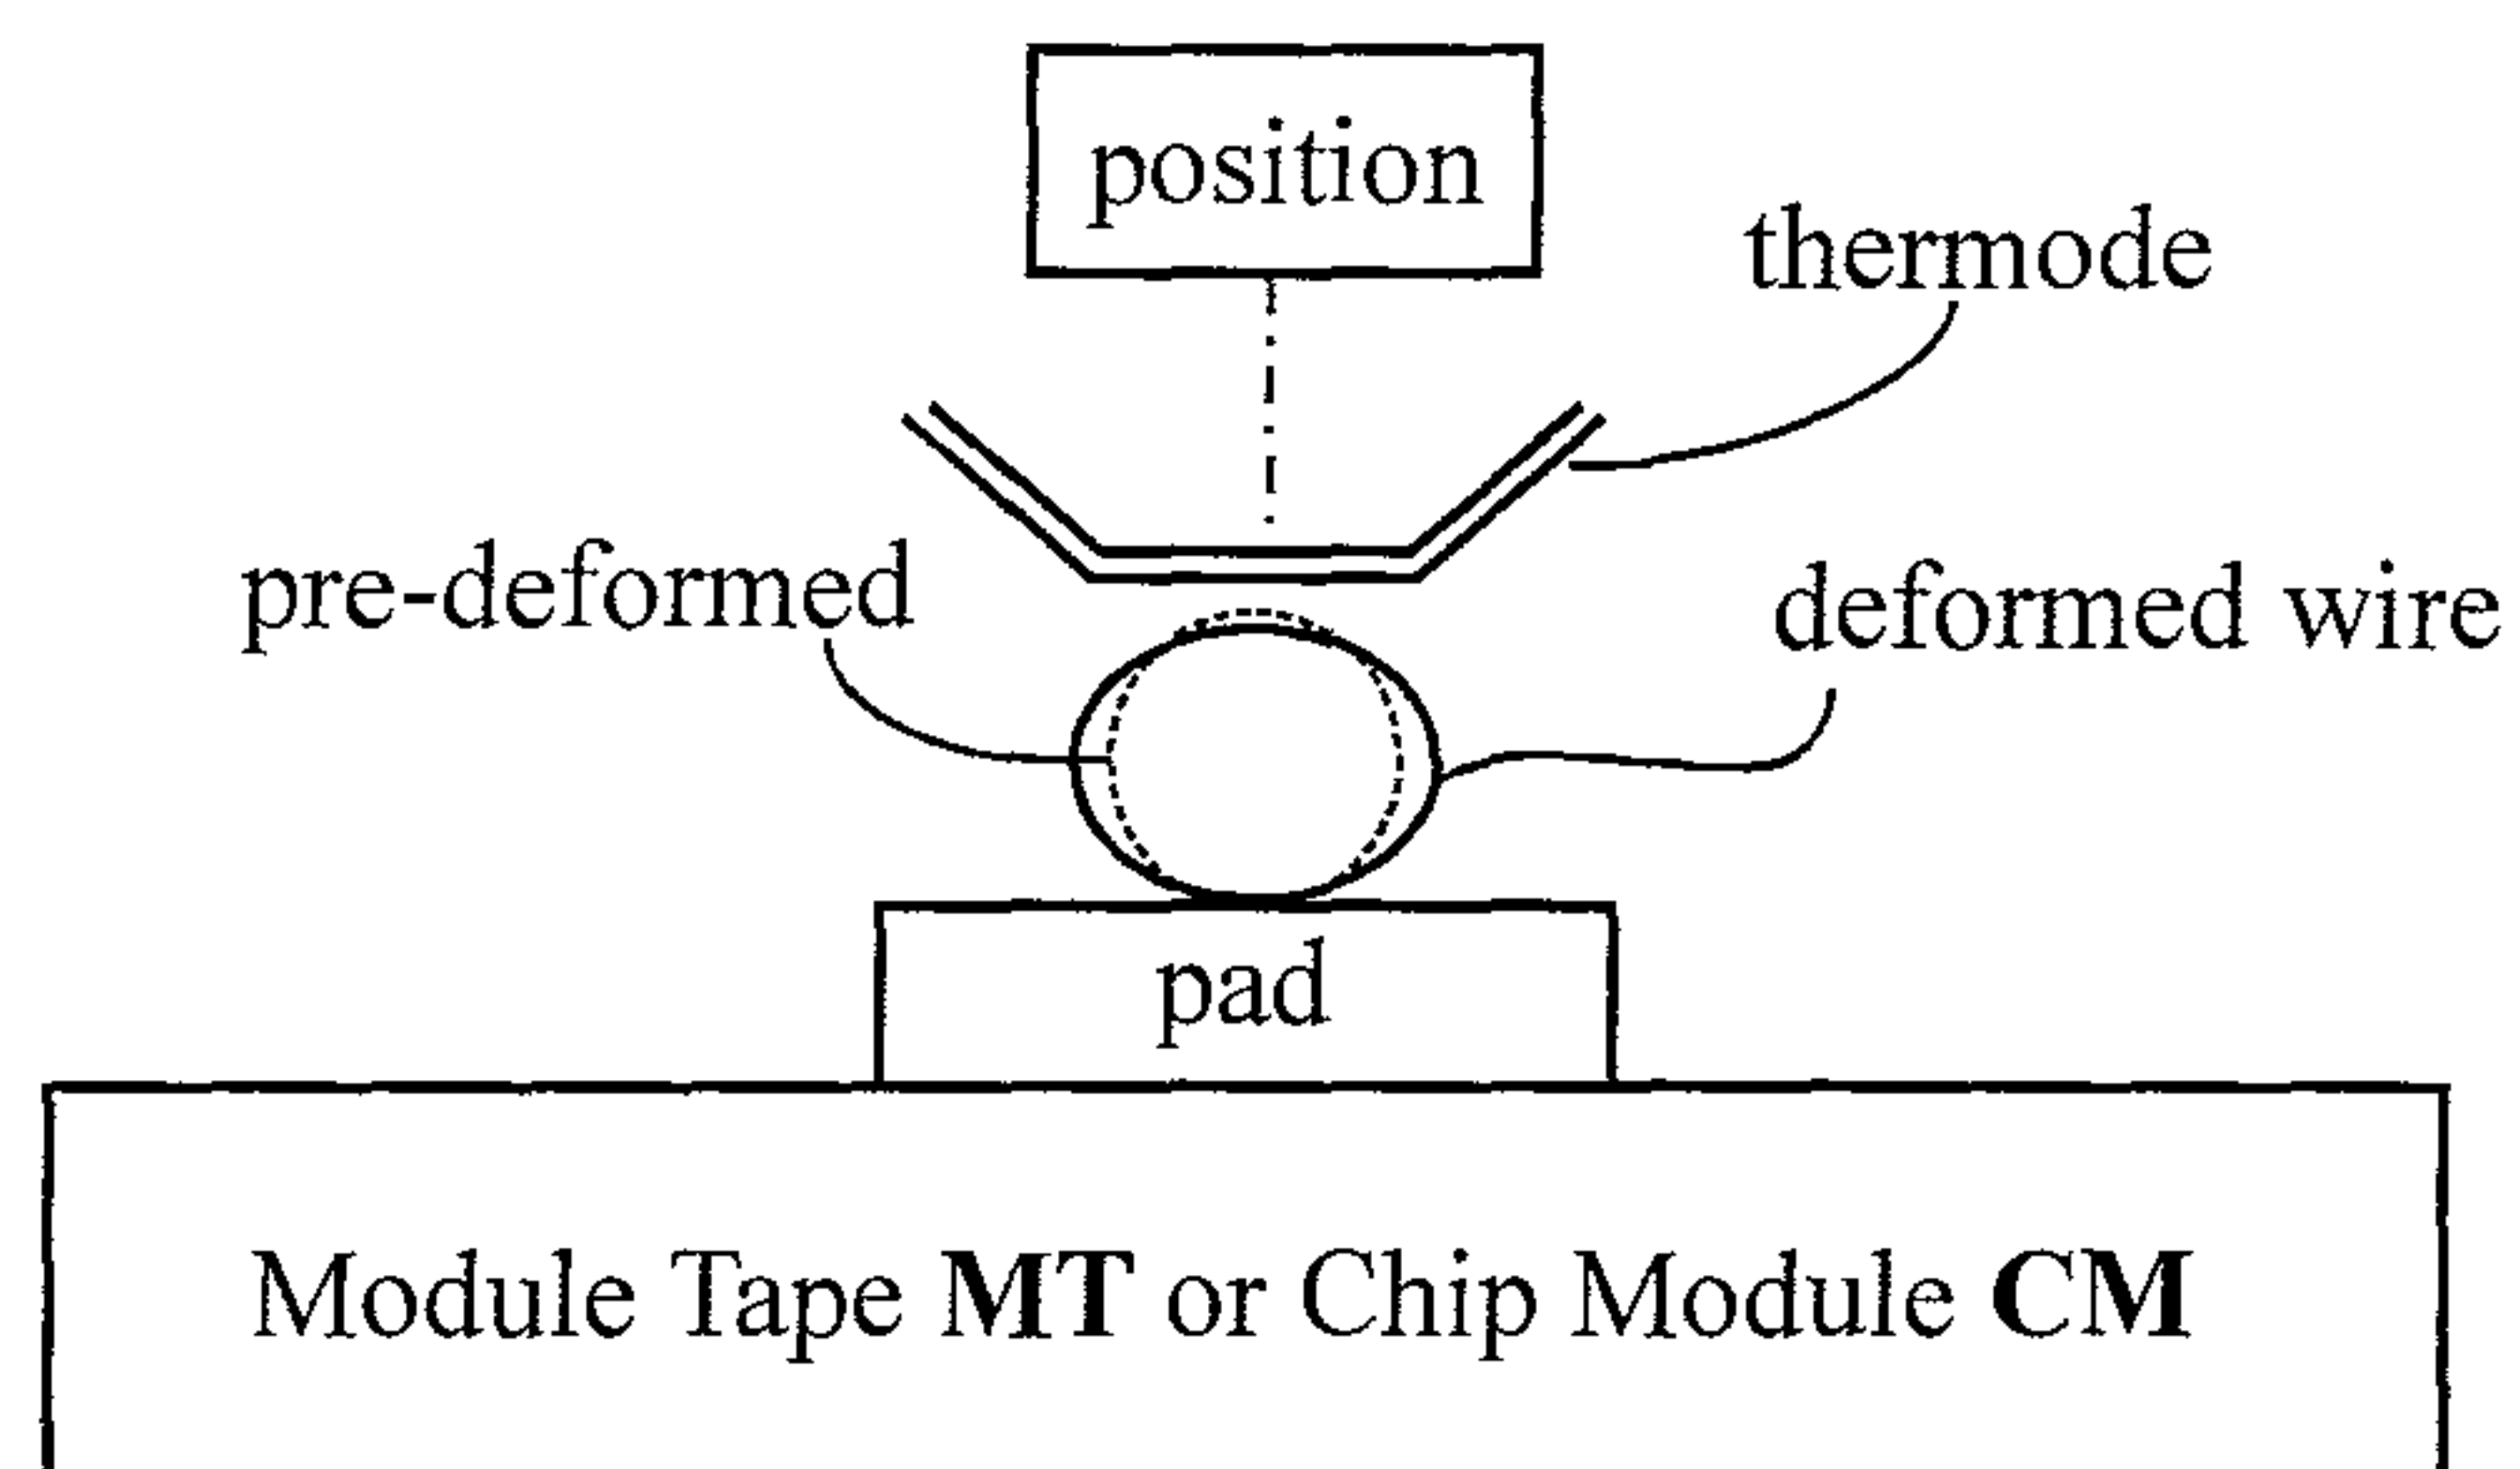 position
thermode
pre-deformed
deformed wire
pad
Module Tape MT or Chip Module CM